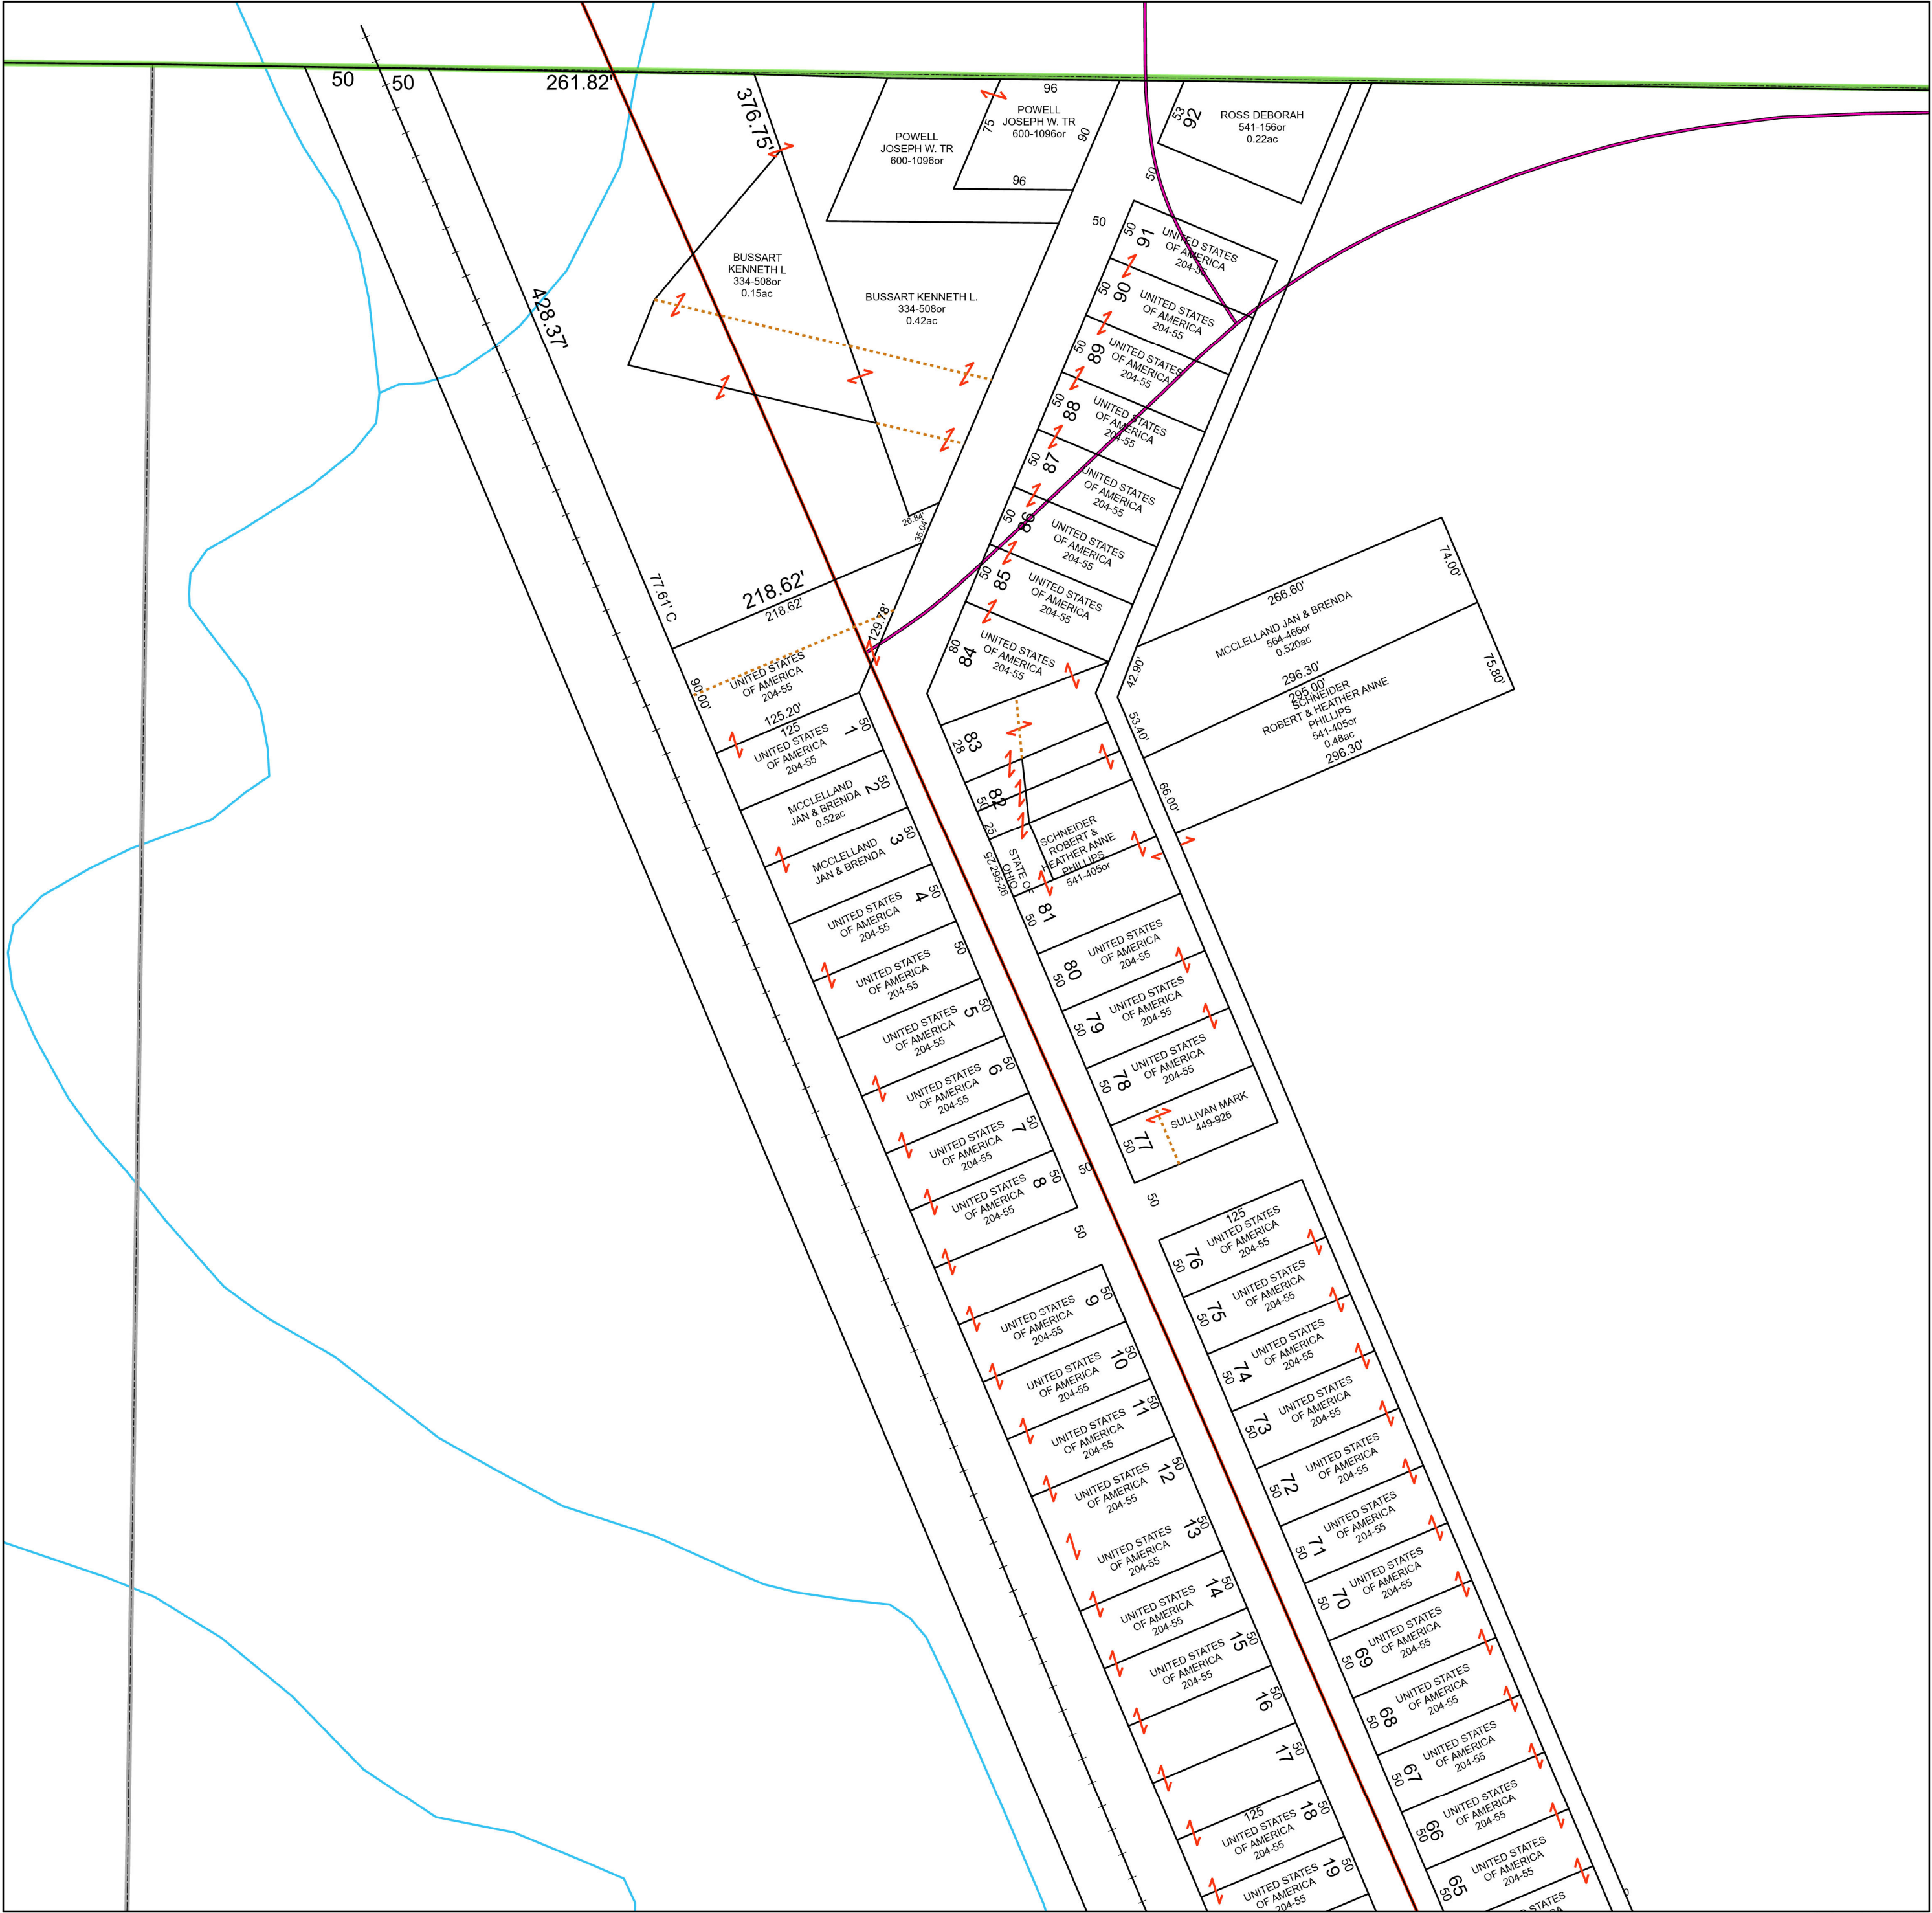 50
50
261.82'
376.75'
428.37'
POWELL
JOSEPH W. TR
600-1096or
96
POWELL
JOSEPH W. TR
600-1096or
75
90
96
53
92
ROSS DEBORAH
541-156or
0.22ac
50
50
BUSSART
KENNETH L
334-508or
0.15ac
BUSSART KENNETH L.
334-508or
0.42ac
50
91
UNITED STATES
OF AMERICA
204-55
50
90
UNITED STATES
OF AMERICA
204-55
50
89
UNITED STATES
OF AMERICA
204-55
50
88
UNITED STATES
OF AMERICA
204-55
50
87
UNITED STATES
OF AMERICA
204-55
50
86
UNITED STATES
OF AMERICA
204-55
50
85
UNITED STATES
OF AMERICA
204-55
80
84
UNITED STATES
OF AMERICA
204-55
26.84'
35.04'
77.61' C
218.62'
218.62'
129.78'
90.00'
UNITED STATES
OF AMERICA
204-55
125.20'
266.60'
74.00'
MCCLELLAND JAN & BRENDA
564-466or
0.520ac
296.30'
42.90'
295.00'
SCHNEIDER
ROBERT & HEATHER ANNE
PHILLIPS
541-405or
0.48ac
75.80'
296.30'
53.40'
66.00'
83
28
82
50
25
25
STATE OF
OHIO
295-26
SCHNEIDER
ROBERT &
HEATHER ANNE
PHILLIPS
541-405or
81
50
125
UNITED STATES
OF AMERICA
204-55
1
50
MCCLELLAND
JAN & BRENDA
0.52ac
2
50
MCCLELLAND
JAN & BRENDA
3
50
UNITED STATES
OF AMERICA
204-55
4
50
UNITED STATES
OF AMERICA
204-55
50
UNITED STATES
OF AMERICA
204-55
5
50
UNITED STATES
OF AMERICA
204-55
6
50
UNITED STATES
OF AMERICA
204-55
7
50
UNITED STATES
OF AMERICA
204-55
8
50
50
50
50
80
50
UNITED STATES
OF AMERICA
204-55
79
50
UNITED STATES
OF AMERICA
204-55
78
50
UNITED STATES
OF AMERICA
204-55
77
50
SULLIVAN MARK
449-926
UNITED STATES
OF AMERICA
204-55
9
50
UNITED STATES
OF AMERICA
204-55
10
50
UNITED STATES
OF AMERICA
204-55
11
50
UNITED STATES
OF AMERICA
204-55
12
50
UNITED STATES
OF AMERICA
204-55
13
50
UNITED STATES
OF AMERICA
204-55
14
50
UNITED STATES
OF AMERICA
204-55
15
50
16
50
17
50
125
UNITED STATES
OF AMERICA
204-55
18
50
UNITED STATES
OF AMERICA
204-55
19
50
125
76
50
UNITED STATES
OF AMERICA
204-55
75
50
UNITED STATES
OF AMERICA
204-55
74
50
UNITED STATES
OF AMERICA
204-55
73
50
UNITED STATES
OF AMERICA
204-55
72
50
UNITED STATES
OF AMERICA
204-55
71
50
UNITED STATES
OF AMERICA
204-55
70
50
UNITED STATES
OF AMERICA
204-55
69
50
UNITED STATES
OF AMERICA
204-55
68
50
UNITED STATES
OF AMERICA
204-55
67
50
UNITED STATES
OF AMERICA
204-55
66
50
UNITED STATES
OF AMERICA
204-55
65
50
UNITED STATES
OF AMERICA
204-55
STATES